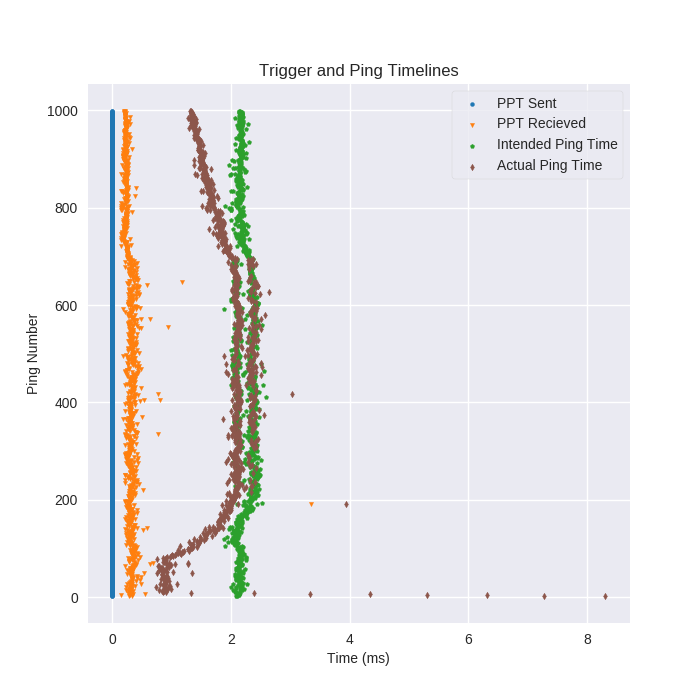 Trigger and Ping Timelines
PPT Sent
PPT Recieved
Intended Ping Time
Actual Ping Time
1000
800
600
400
200
0
Ping Number
0 2 4 6 8
Time (ms)